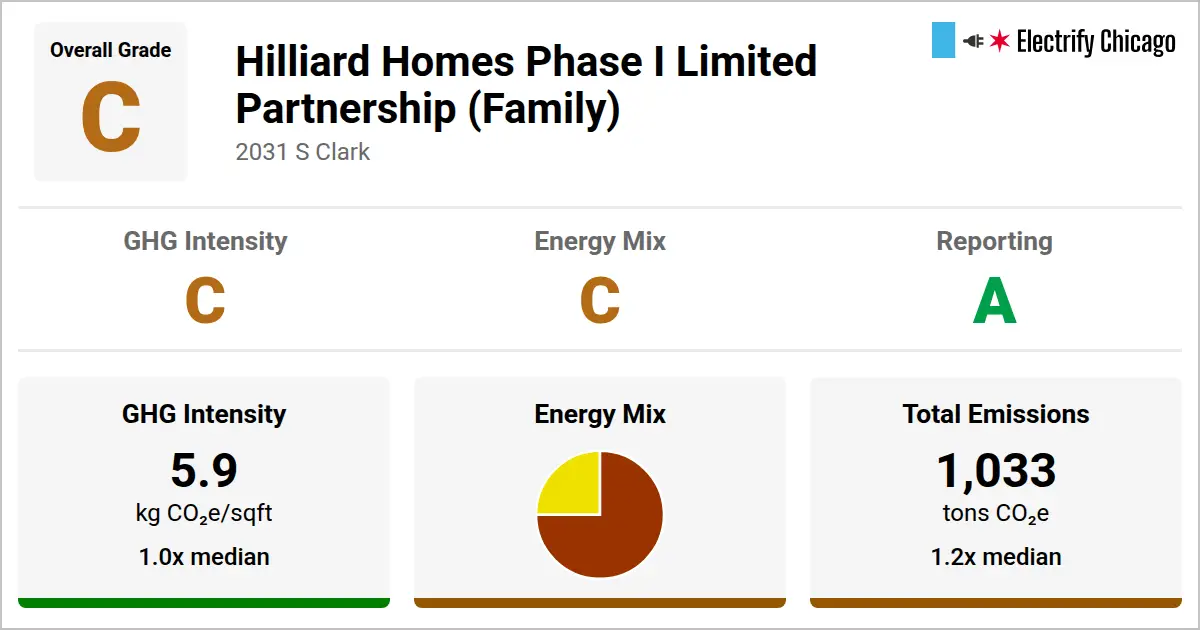 Overall Grade
C
Hilliard Homes Phase I Limited
Partnership (Family)
2031 S Clark
Electrify Chicago
GHG Intensity
C
Energy Mix
C
Reporting
A
GHG Intensity
5.9
kg CO₂e/sqft
1.0x median
Energy Mix
Total Emissions
1,033
tons CO₂e
1.2x median